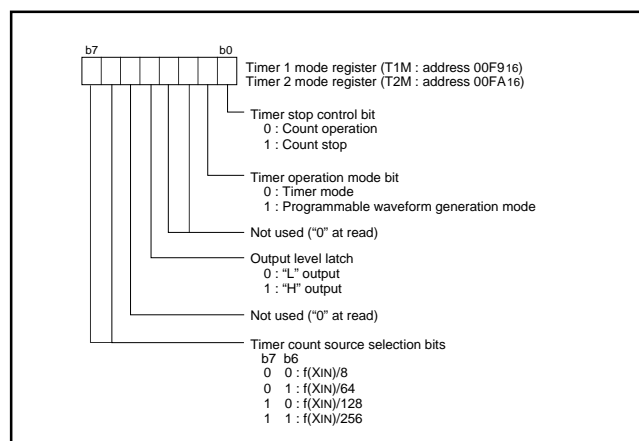 b7 b0
Timer 1 mode register (T1M : address 00F916)
Timer 2 mode register (T2M : address 00FA16)
Timer stop control bit
0 : Count operation
1 : Count stop
Timer operation mode bit
0 : Timer mode
1 : Programmable waveform generation mode
Not used (“0” at read)
Output level latch
0 : “L” output
1 : “H” output
Not used (“0” at read)
Timer count source selection bits
b7 b6
0 0 : f(XIN)/8
0 1 : f(XIN)/64
1 0 : f(XIN)/128
1 1 : f(XIN)/256